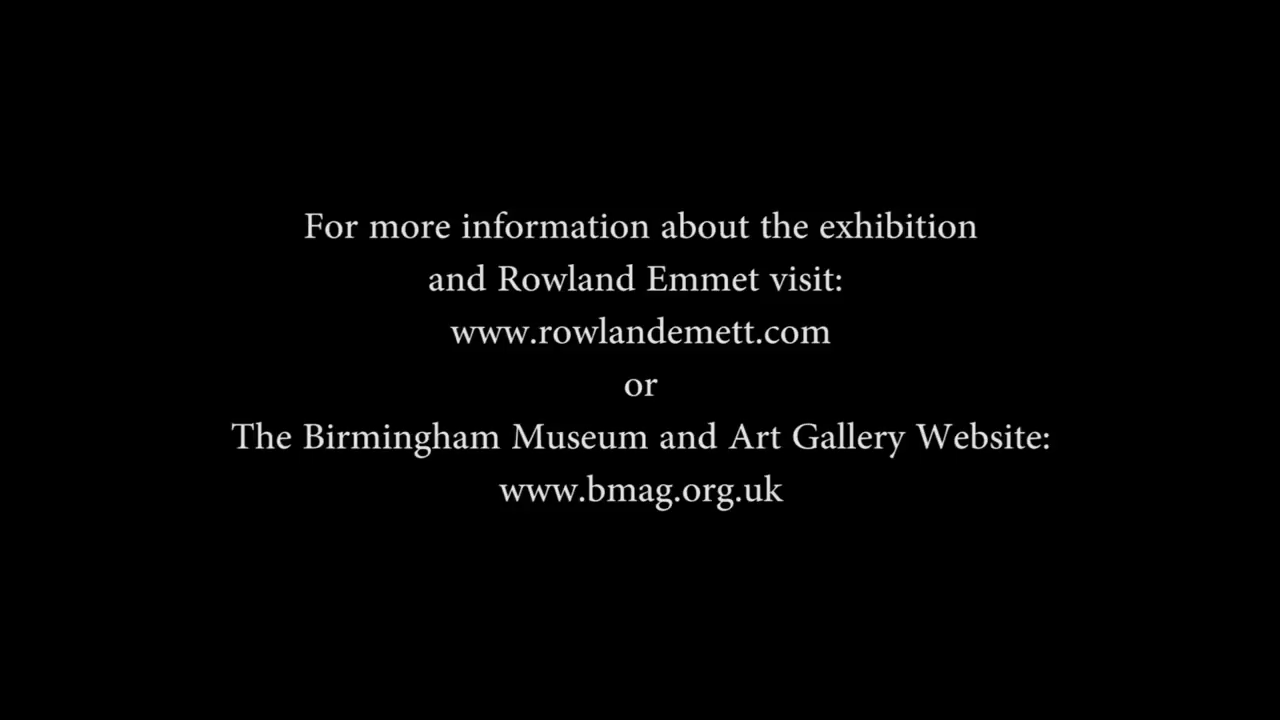 For more information about the exhibition
and Rowland Emmet visit:
www.rowlandemett.com
or
The Birmingham Museum and Art Gallery Website:
www.bmag.org.uk